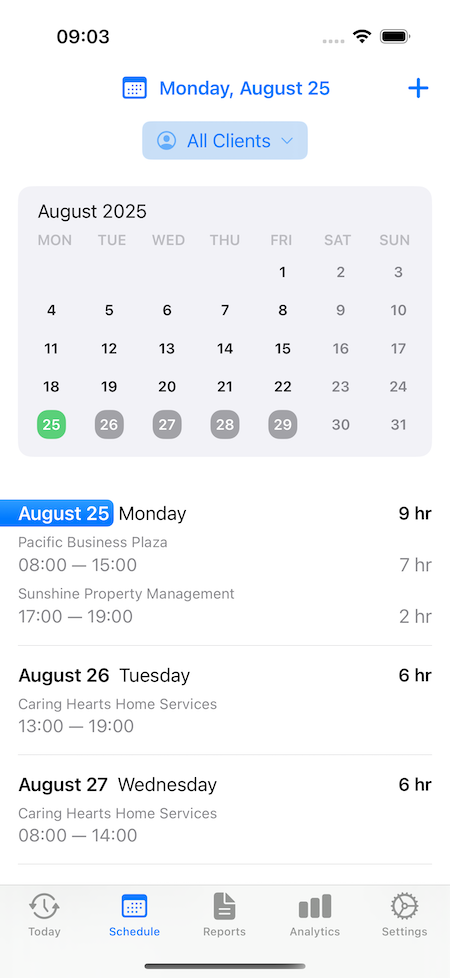 09:03
Monday, August 25
All Clients
August 2025
MON TUE WED THU FRI SAT SUN
1 2 3
4 5 6 7 8 9 10
11 12 13 14 15 16 17
18 19 20 21 22 23 24
25 26 27 28 29 30 31
August 25 Monday 9 hr
Pacific Business Plaza
08:00 — 15:00 7 hr
Sunshine Property Management
17:00 — 19:00 2 hr
August 26 Tuesday 6 hr
Caring Hearts Home Services
13:00 — 19:00
August 27 Wednesday 6 hr
Caring Hearts Home Services
08:00 — 14:00
Today Schedule Reports Analytics Settings